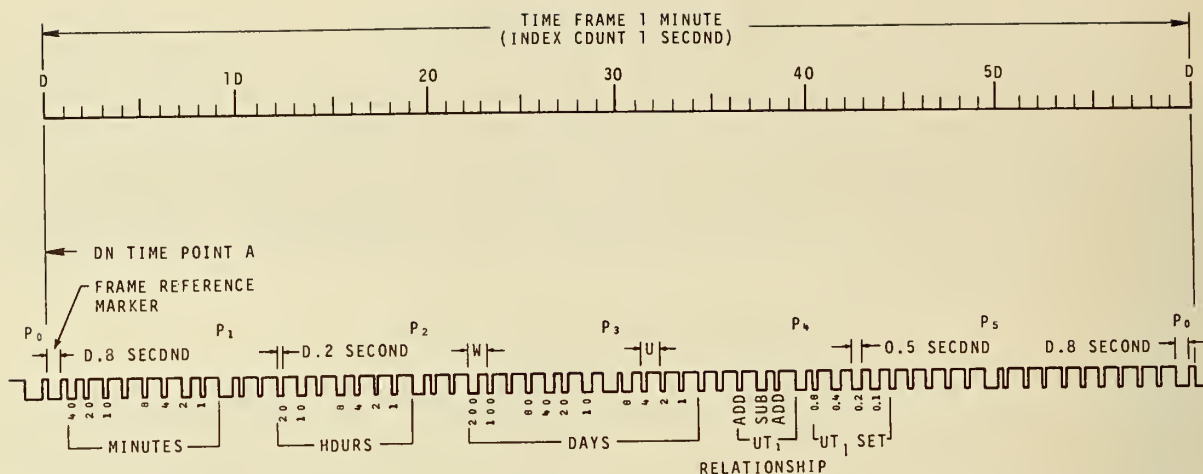 TIME FRAME 1 MINUTE
(INDEX CDUNT 1 SECDND)
D 1D 20 30 40 5D D
DN TIME POINT A
FRAME REFERENCE
MARKER
P0 P1 P2 P3 P4 P5 P0
D.8 SECDND D.2 SECOND W U 0.5 SECDND D.8 SECOND
40 20 10 8 4 2 1 20 10 8 4 2 1 200 100 80 40 20 10 8 4 2 1 ADD SUB ADD 0.8 0.4 0.2 0.1
MINUTES HDURS DAYS UT1 UT1 SET
RELATIONSHIP